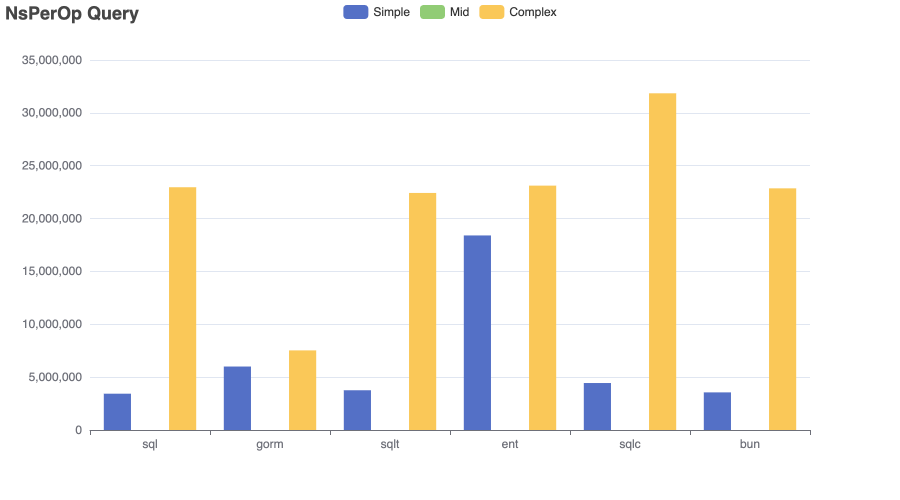 NsPerOp Query
Simple Mid Complex
35,000,000
30,000,000
25,000,000
20,000,000
15,000,000
10,000,000
5,000,000
0
sql gorm sqlt ent sqlc bun